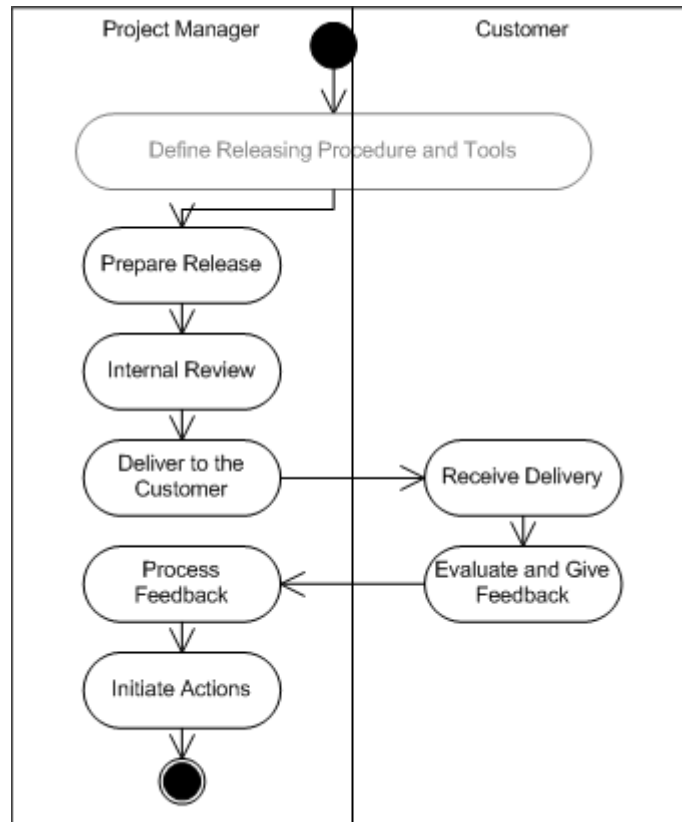 Project Manager
Customer
Define Releasing Procedure and Tools
Prepare Release
Internal Review
Deliver to the
Customer
Receive Delivery
Process
Feedback
Evaluate and Give
Feedback
Initiate Actions